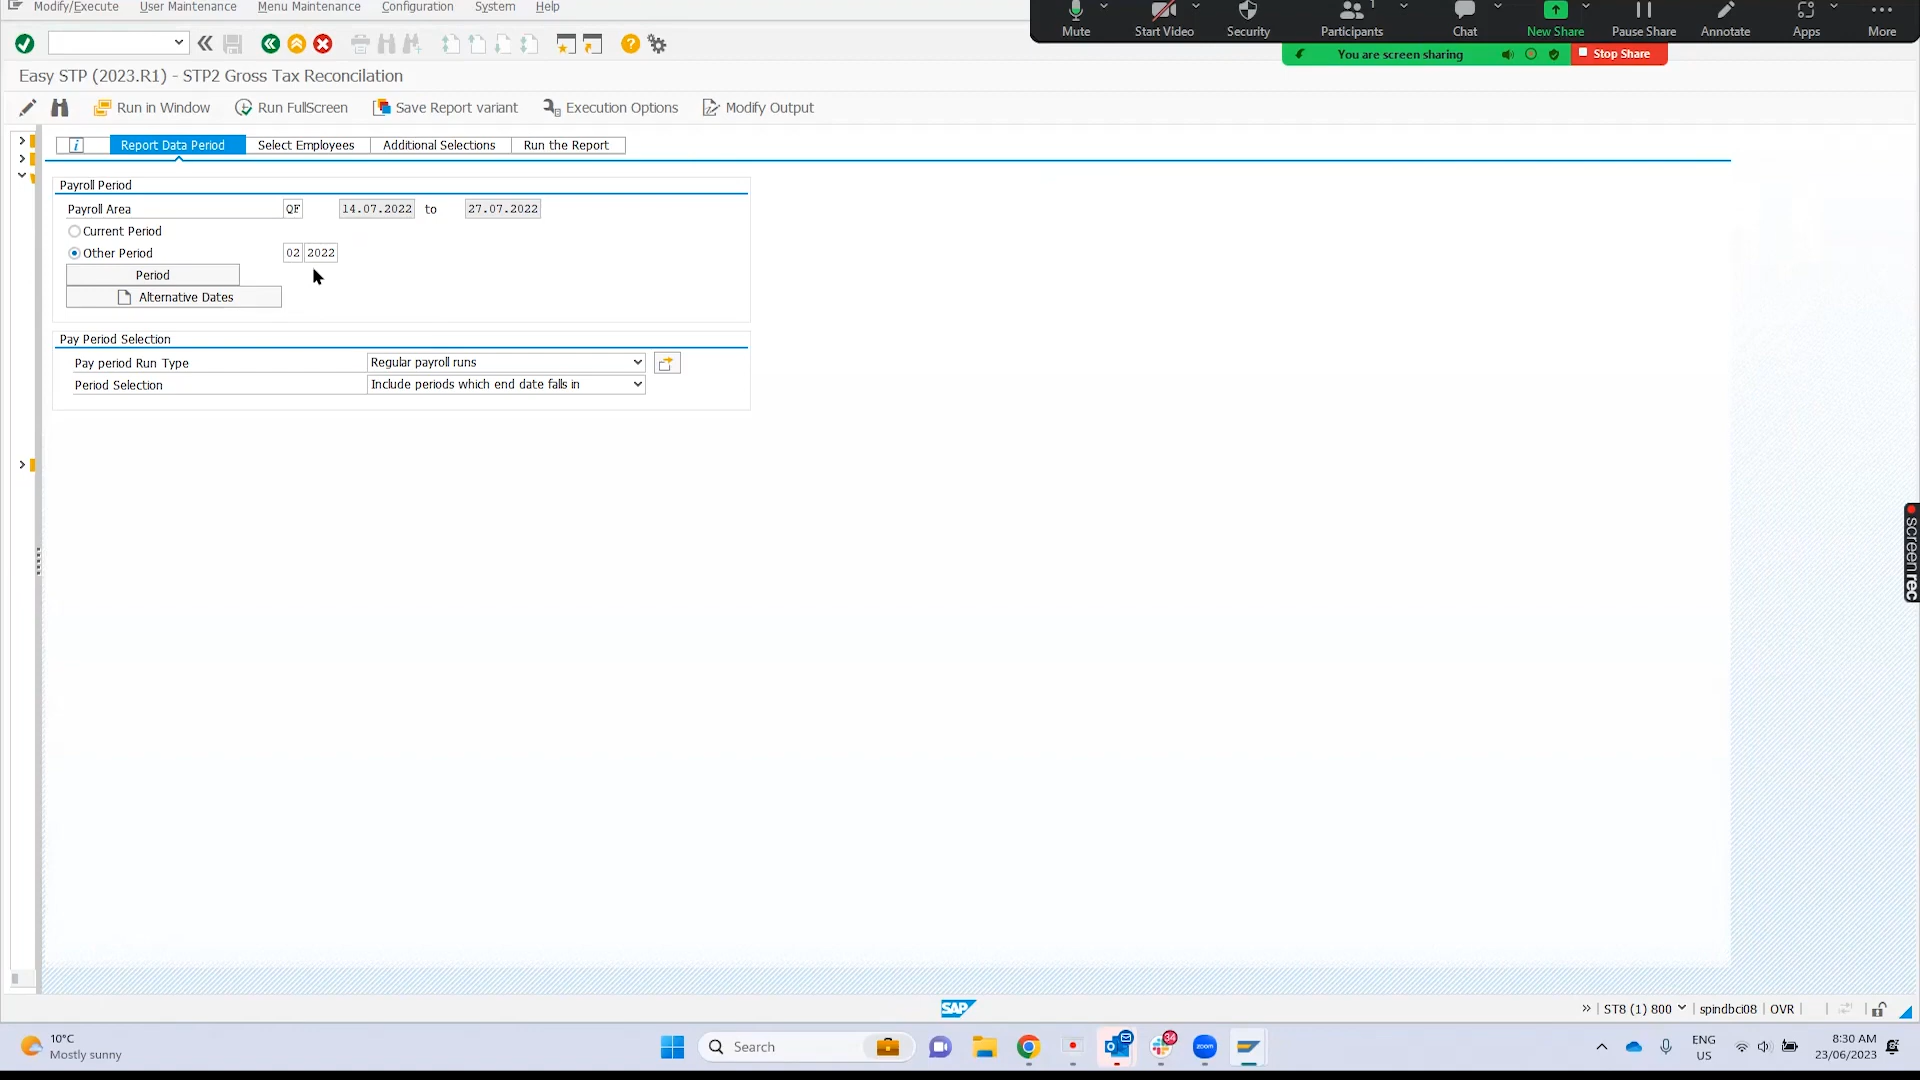 Modify/Execute User Maintenance Menu Maintenance Configuration System Help
Mute Start Video Security Participants 1 Chat New Share Pause Share Annotate Apps More
You are screen sharing Stop Share
Easy STP (2023.R1) - STP2 Gross Tax Reconcilation
Run in Window Run FullScreen Save Report variant Execution Options Modify Output
i Report Data Period Select Employees Additional Selections Run the Report
Payroll Period
Payroll Area QF 14.07.2022 to 27.07.2022
Current Period
Other Period 02 2022
Period
Alternative Dates
Pay Period Selection
Pay period Run Type Regular payroll runs
Period Selection Include periods which end date falls in
screenrec
SAP
» ST8 (1) 800 spindbci08 OVR
10°C
Mostly sunny
Search
34
zoom
ENG
US
8:30 AM
23/06/2023